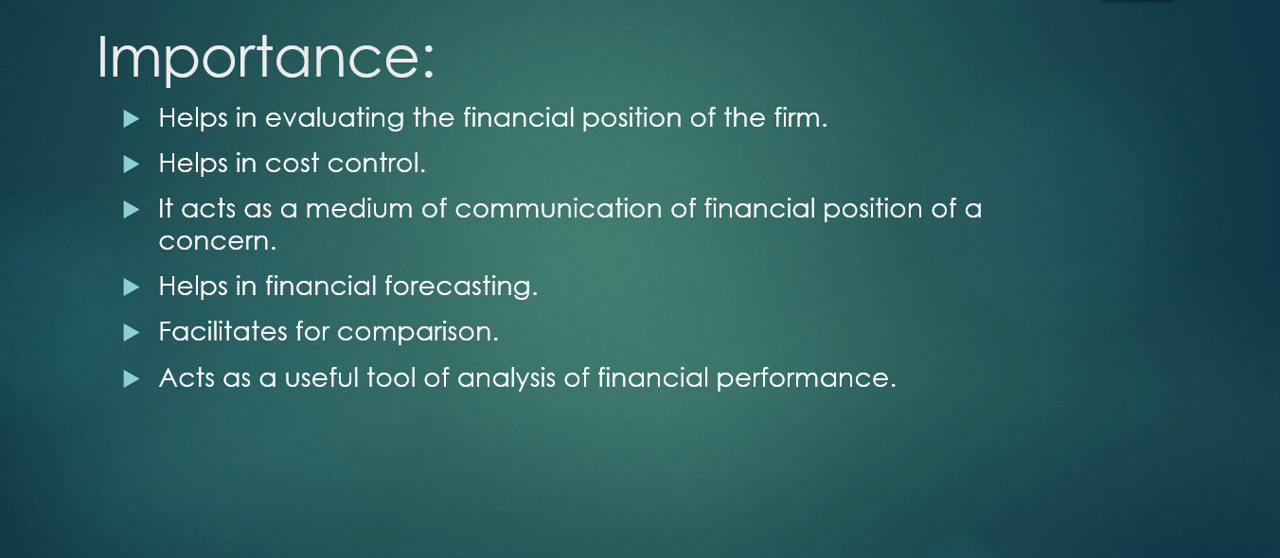 Importance:
Helps in evaluating the financial position of the firm.
Helps in cost control.
It acts as a medium of communication of financial position of a
concern.
Helps in financial forecasting.
Facilitates for comparison.
Acts as a useful tool of analysis of financial performance.